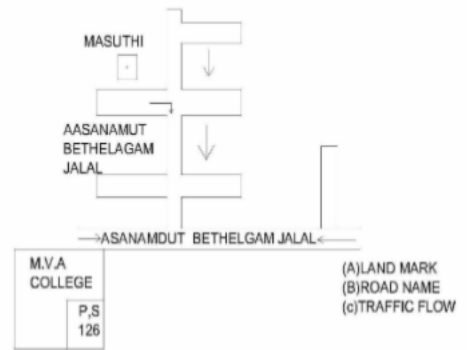 MASUTHI
AASANAMUT
BETHELAGAM
JALAL
ASANAMDUT BETHELGAM JALAL
M.V.A
COLLEGE
P,S
126
(A)LAND MARK
(B)ROAD NAME
(c)TRAFFIC FLOW